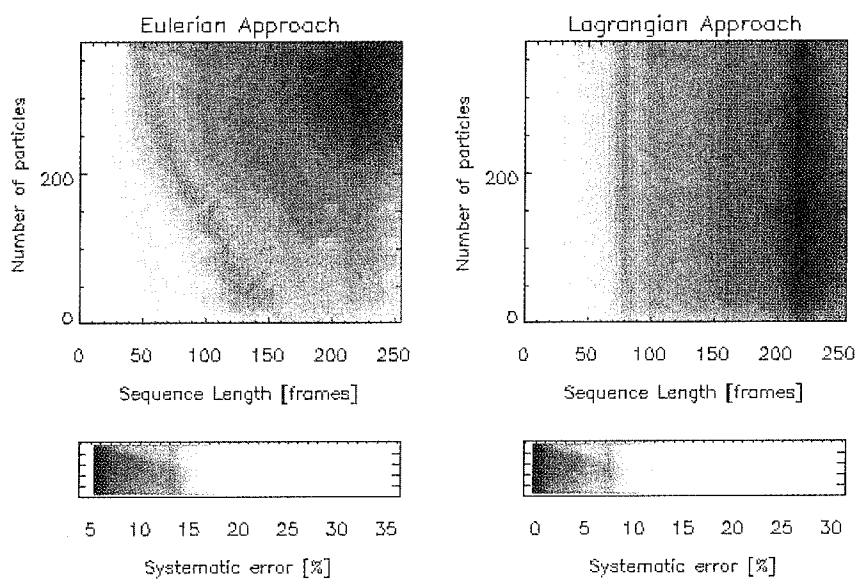 Eulerian Approach
Number of particles
200
0
0 50 100 150 200 250
Sequence Length [frames]
5 10 15 20 25 30 35
Systematic error [%]
Lagrangian Approach
Number of particles
200
0
0 50 100 150 200 250
Sequence Length [frames]
0 5 10 15 20 25 30
Systematic error [%]